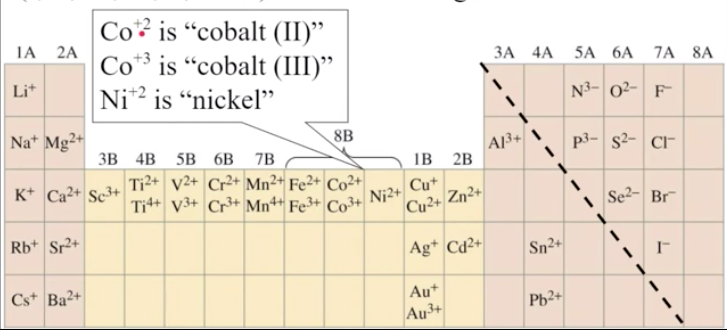 Co⁺² is “cobalt (II)”
Co⁺³ is “cobalt (III)”
Ni⁺² is “nickel”
1A 2A 3A 4A 5A 6A 7A 8A
Li⁺ N³⁻ O²⁻ F⁻
8B
Na⁺ Mg²⁺ Al³⁺ P³⁻ S²⁻ Cl⁻
3B 4B 5B 6B 7B 1B 2B
K⁺ Ca²⁺ Sc³⁺ Ti²⁺ V²⁺ Cr²⁺ Mn²⁺ Fe²⁺ Co²⁺ Ni²⁺ Cu⁺ Zn²⁺ Se²⁻ Br⁻
Ti⁴⁺ V³⁺ Cr³⁺ Mn⁴⁺ Fe³⁺ Co³⁺ Cu²⁺
Rb⁺ Sr²⁺ Ag⁺ Cd²⁺ Sn²⁺ I⁻
Cs⁺ Ba²⁺ Au⁺ Pb²⁺
Au³⁺